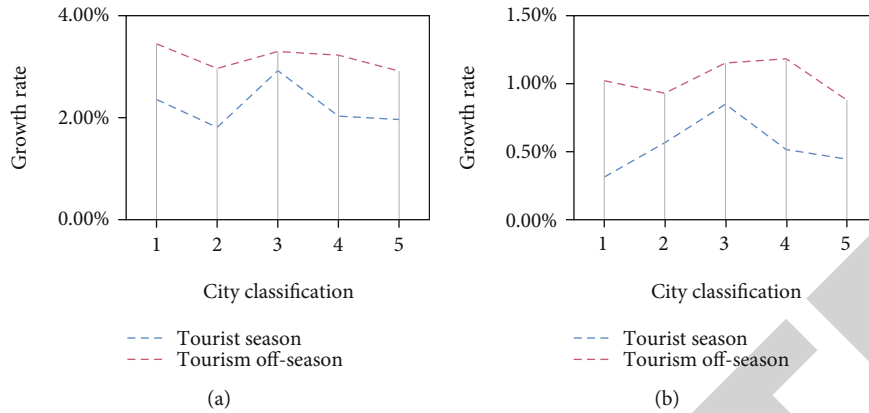 4.00%
2.00%
0.00%
Growth rate
1 2 3 4 5
City classification
Tourist season
Tourism off-season
(a)
1.50%
1.00%
0.50%
0.00%
Growth rate
1 2 3 4 5
City classification
Tourist season
Tourism off-season
(b)